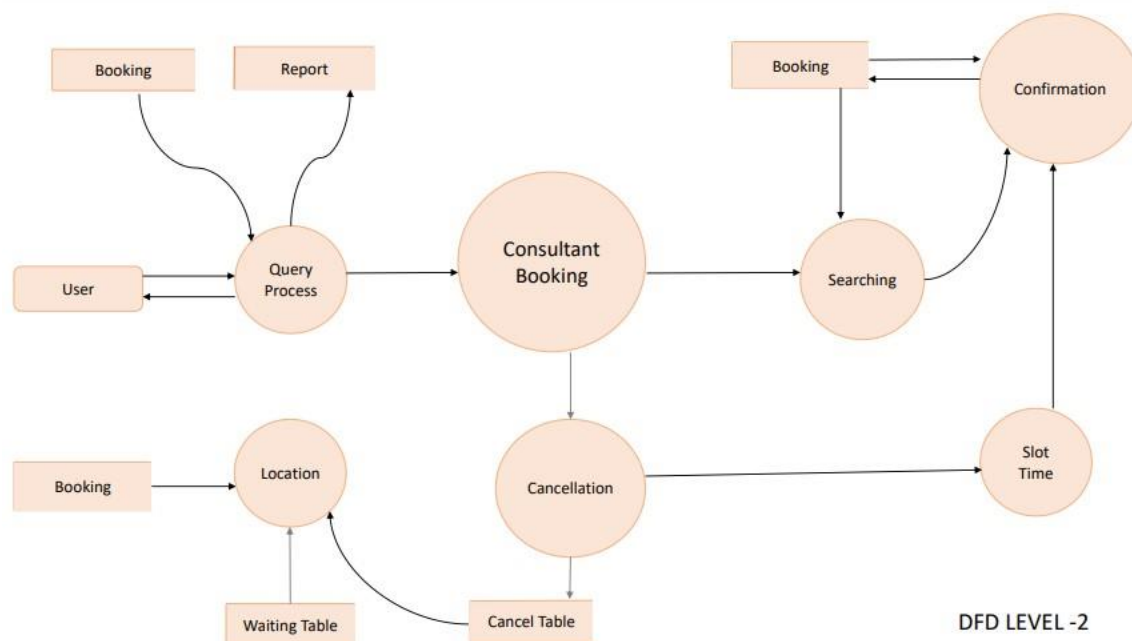 Booking
Report
Booking
Confirmation
Consultant
Booking
User
Query
Process
Searching
Booking
Location
Cancellation
Slot
Time
Waiting Table
Cancel Table
DFD LEVEL -2